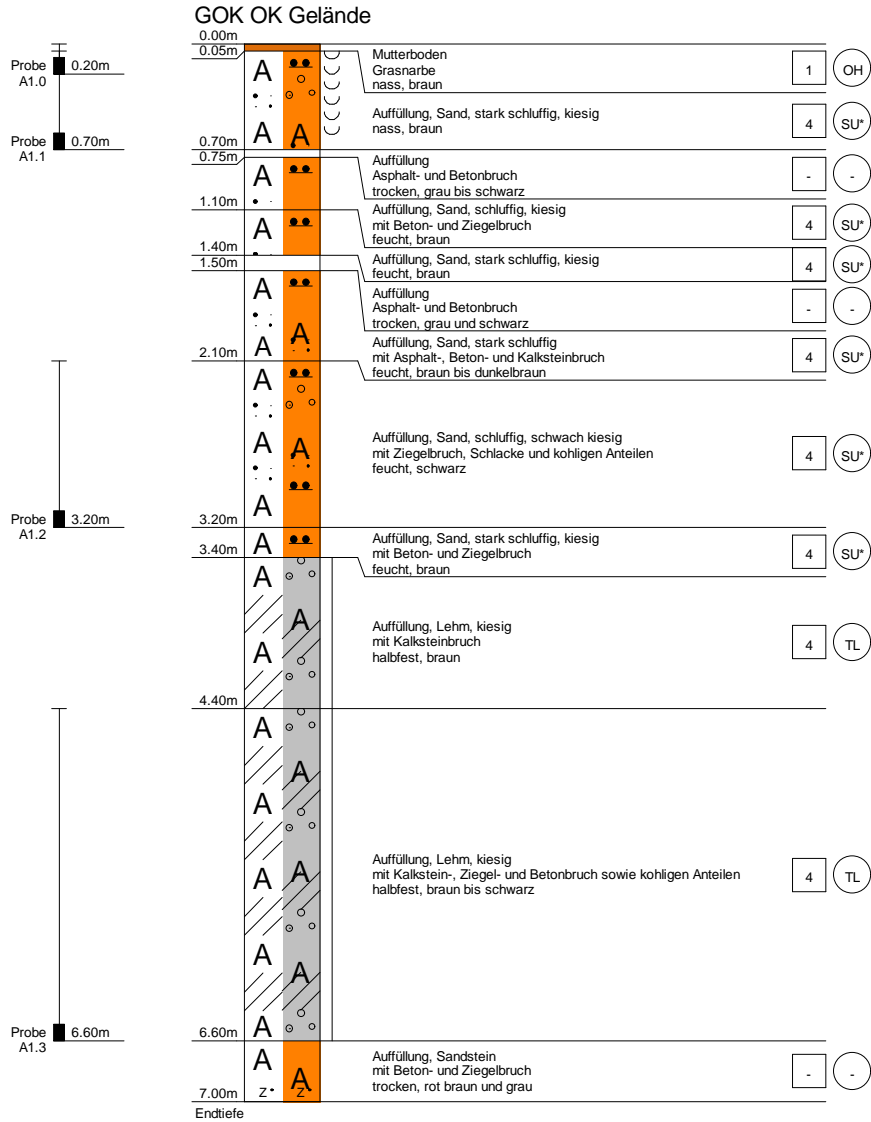 GOK OK Gelände
0.00m
0.05m
Probe 0.20m
A1.0
A
Mutterboden
Grasnarbe
nass, braun
1 OH
Auffüllung, Sand, stark schluffig, kiesig
nass, braun
4 SU*
Probe 0.70m
A1.1
A A
0.70m
0.75m
Auffüllung
Asphalt- und Betonbruch
trocken, grau bis schwarz
- -
A
1.10m
Auffüllung, Sand, schluffig, kiesig
mit Beton- und Ziegelbruch
feucht, braun
4 SU*
A
1.40m
Auffüllung, Sand, stark schluffig, kiesig
feucht, braun
4 SU*
1.50m
Auffüllung
Asphalt- und Betonbruch
trocken, grau und schwarz
- -
A
A A
2.10m
Auffüllung, Sand, stark schluffig
mit Asphalt-, Beton- und Kalksteinbruch
feucht, braun bis dunkelbraun
4 SU*
A
A A
Auffüllung, Sand, schluffig, schwach kiesig
mit Ziegelbruch, Schlacke und kohligen Anteilen
feucht, schwarz
4 SU*
A
Probe 3.20m
A1.2
3.20m
A
Auffüllung, Sand, stark schluffig, kiesig
mit Beton- und Ziegelbruch
feucht, braun
4 SU*
3.40m
A
A
A
Auffüllung, Lehm, kiesig
mit Kalksteinbruch
halbfest, braun
4 TL
4.40m
A
A
A
A A
Auffüllung, Lehm, kiesig
mit Kalkstein-, Ziegel- und Betonbruch sowie kohligen Anteilen
halbfest, braun bis schwarz
4 TL
A
A
A
Probe 6.60m
A1.3
6.60m
A A
Z Z
Auffüllung, Sandstein
mit Beton- und Ziegelbruch
trocken, rot braun und grau
- -
7.00m
Endtiefe